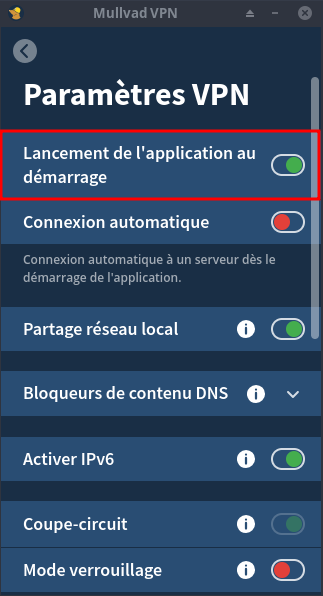 Mullvad VPN
Paramètres VPN
Lancement de l'application au
démarrage
Connexion automatique
Connexion automatique à un serveur dès le
démarrage de l'application.
Partage réseau local
Bloqueurs de contenu DNS
Activer IPv6
Coupe-circuit
Mode verrouillage